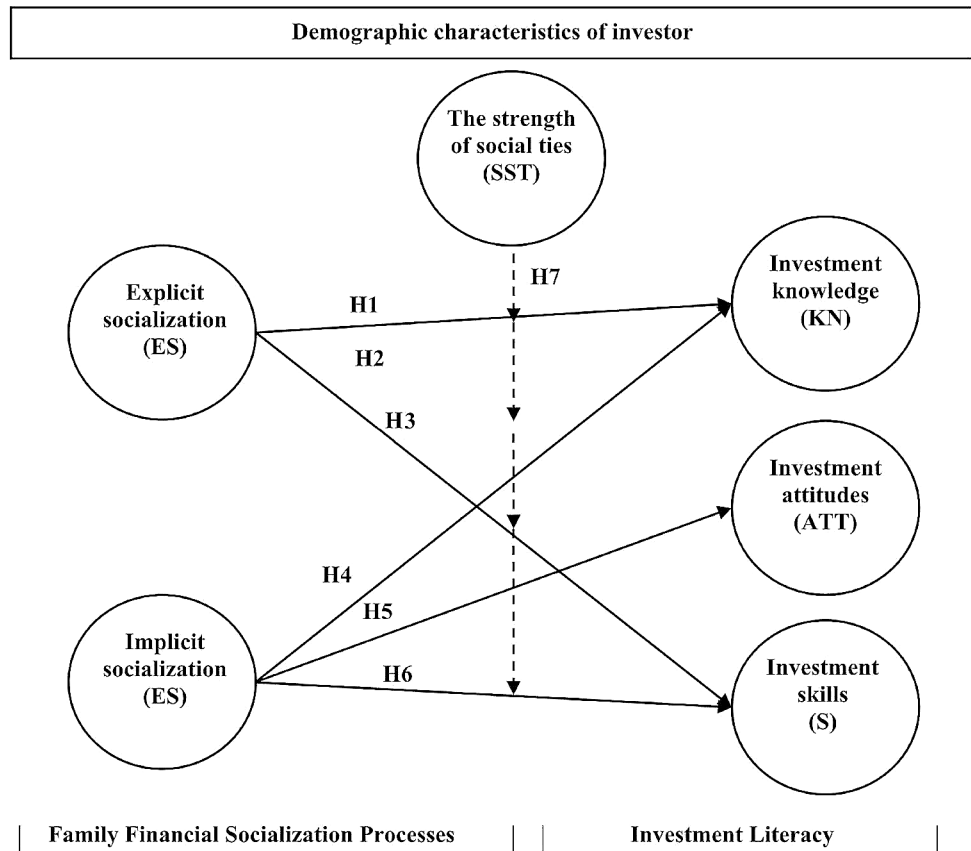 Demographic characteristics of investor
The strength
of social ties
(SST)
H7
Explicit
socialization
(ES)
H1
H2
H3
Investment
knowledge
(KN)
Investment
attitudes
(ATT)
H4
H5
H6
Implicit
socialization
(ES)
Investment
skills
(S)
Family Financial Socialization Processes
Investment Literacy